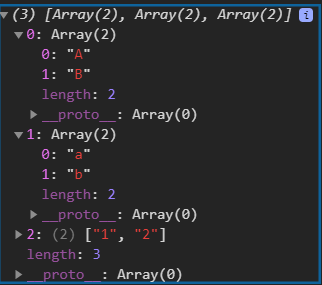 (3) [Array(2), Array(2), Array(2)] i
0: Array(2)
0: "A"
1: "B"
length: 2
__proto__: Array(0)
1: Array(2)
0: "a"
1: "b"
length: 2
__proto__: Array(0)
2: (2) ["1", "2"]
length: 3
__proto__: Array(0)